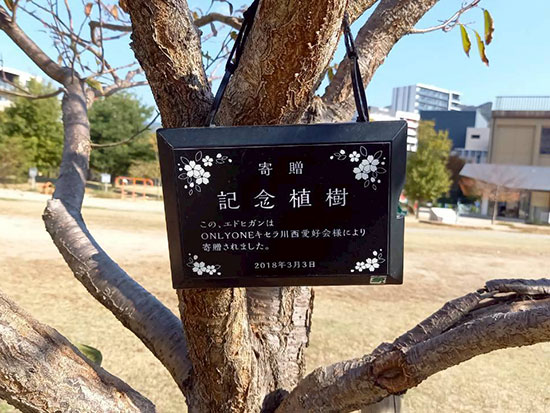 寄贈
記念植樹
この、エドヒガンは
ONLYONEキセラ川西愛好会様により
寄贈されました。
2018年3月3日